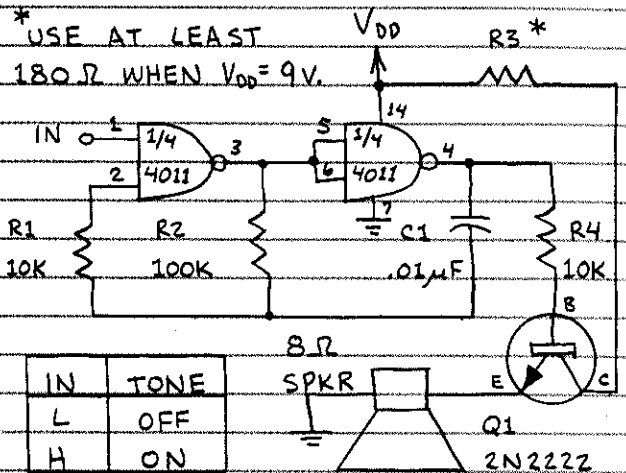 *USE AT LEAST
180 Ω WHEN VDD = 9V.
VDD
R3 *
14
IN
1
1/4
4011
2
3
5
6
1/4
4011
4
7
R1
10K
R2
100K
C1
.01µF
R4
10K
B
E
C
8 Ω
SPKR
Q1
2N2222
IN TONE
L OFF
H ON